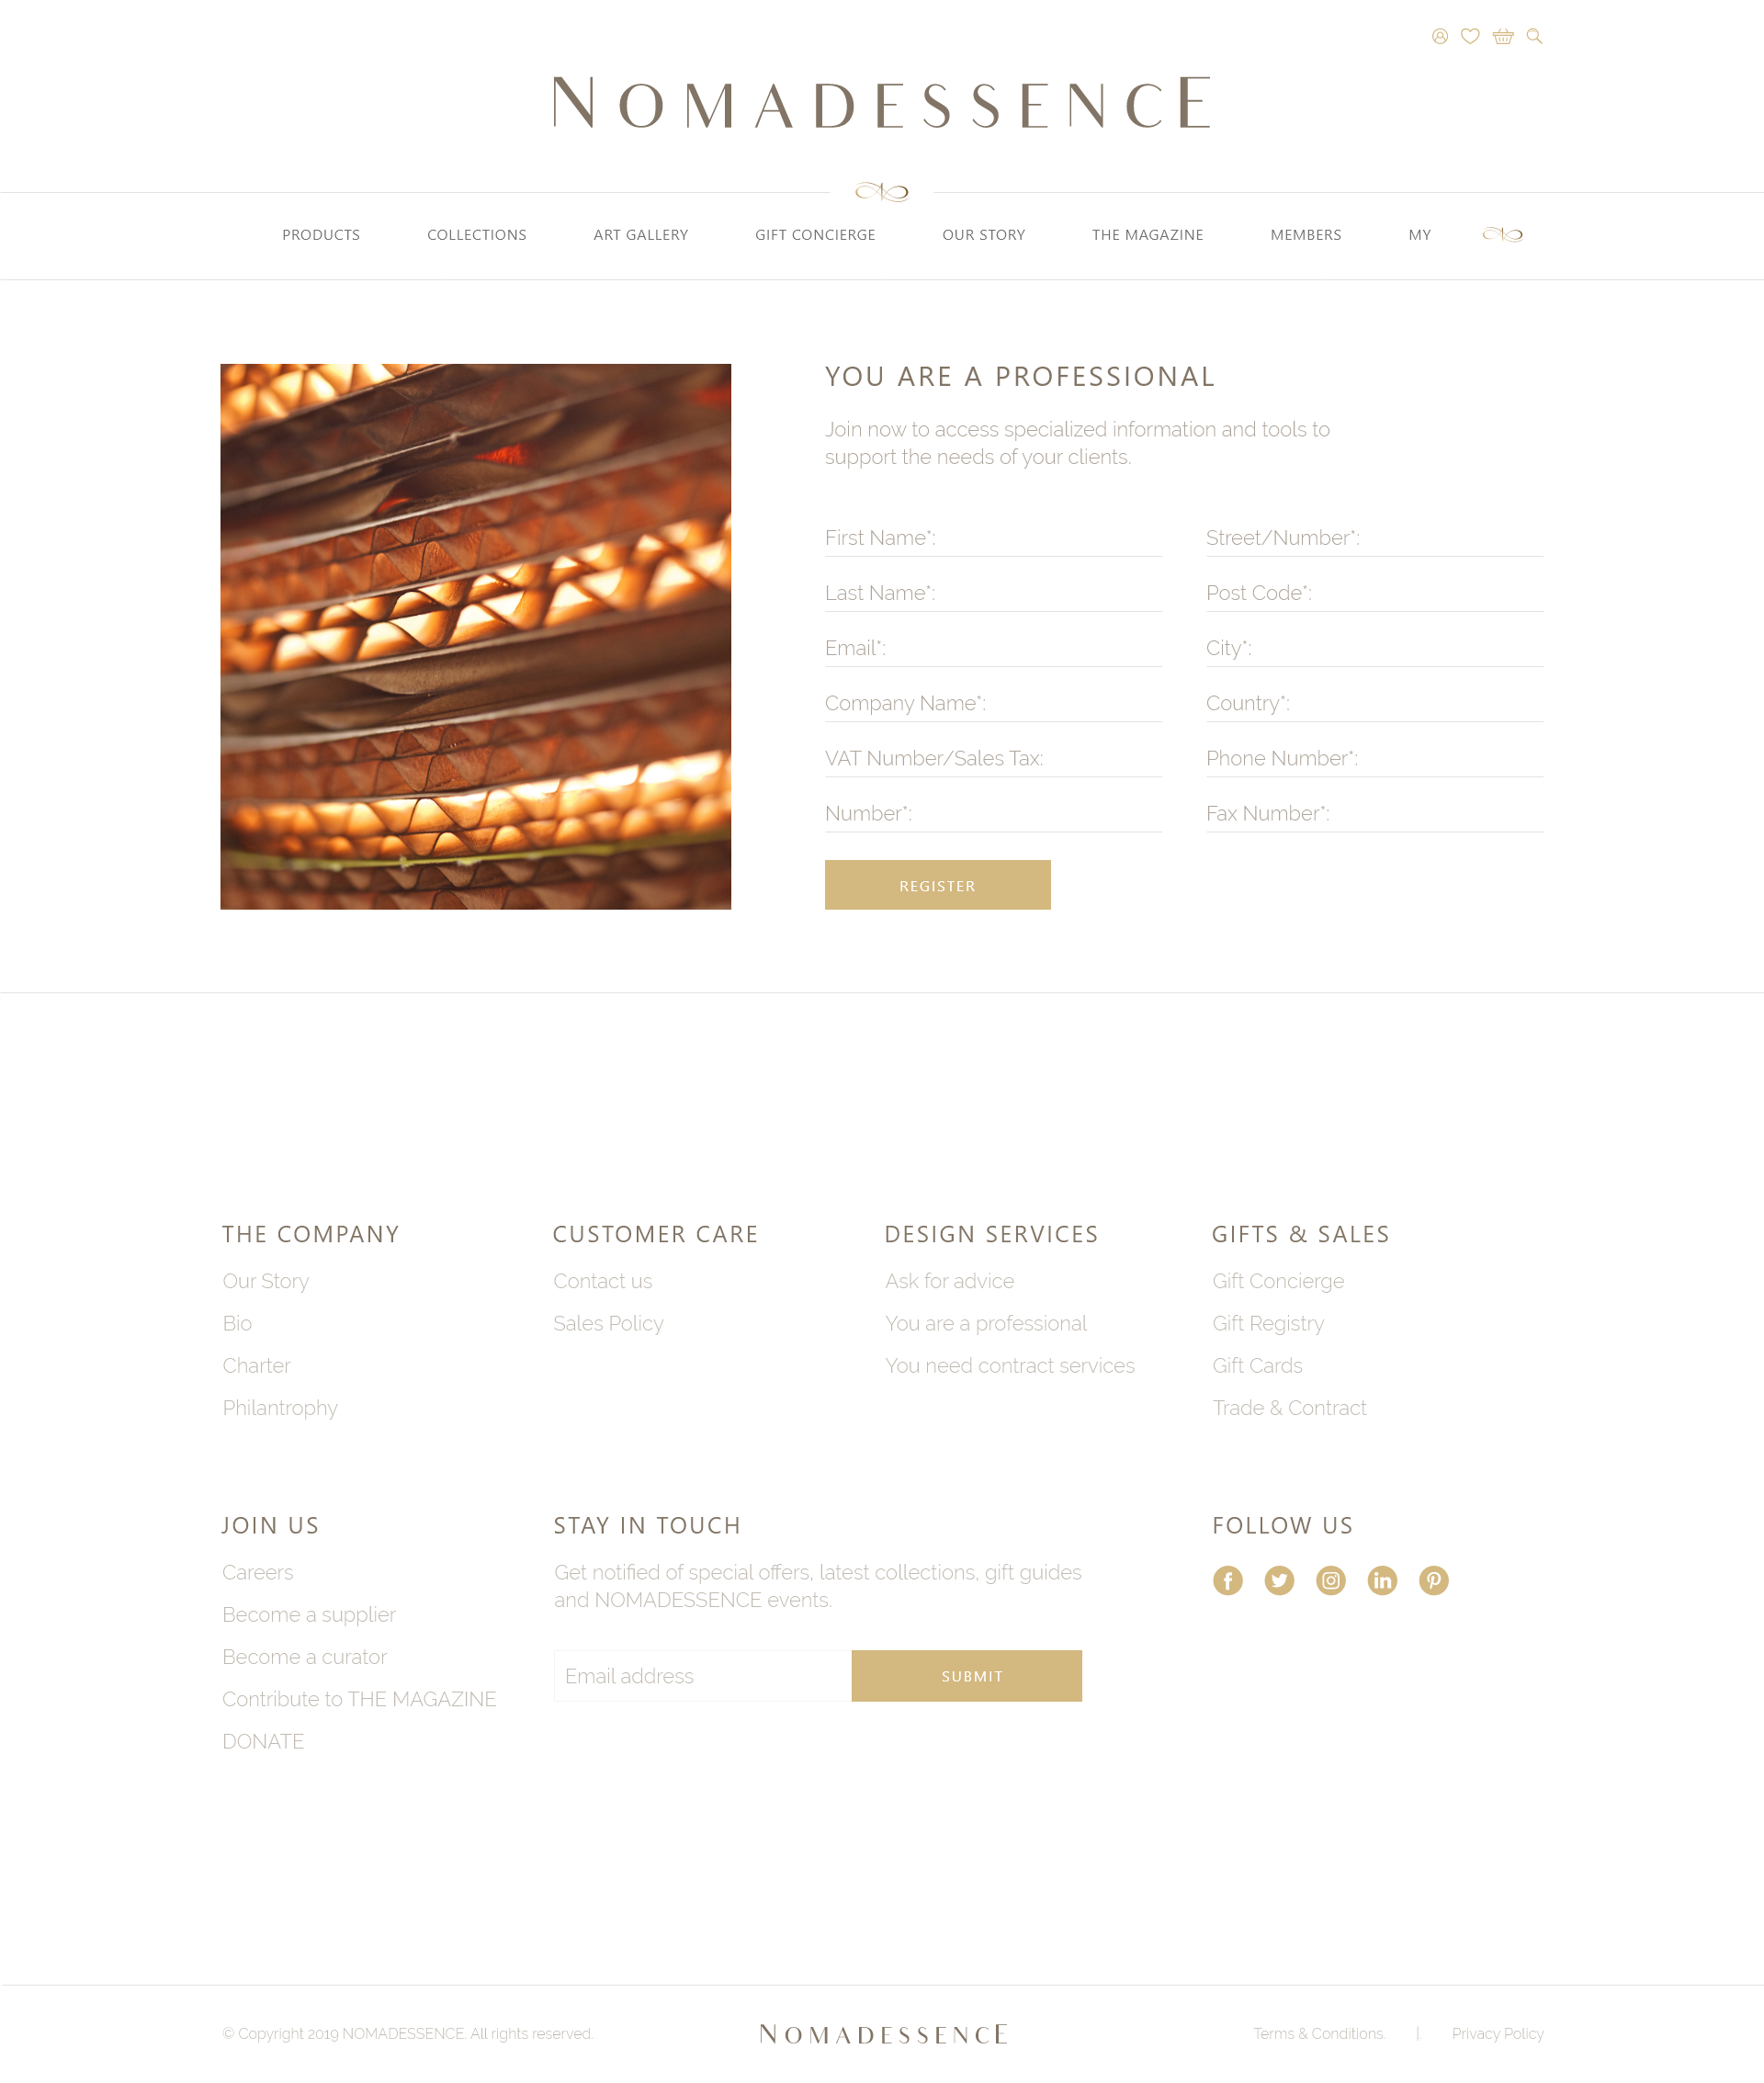 NOMADESSENCE
PRODUCTS COLLECTIONS ART GALLERY GIFT CONCIERGE OUR STORY THE MAGAZINE MEMBERS MY
YOU ARE A PROFESSIONAL
Join now to access specialized information and tools to
support the needs of your clients.
First Name*:
Last Name*:
Email*:
Company Name*:
VAT Number/Sales Tax:
Number*:
Street/Number*:
Post Code*:
City*:
Country*:
Phone Number*:
Fax Number*:
REGISTER
THE COMPANY
Our Story
Bio
Charter
Philantrophy
CUSTOMER CARE
Contact us
Sales Policy
DESIGN SERVICES
Ask for advice
You are a professional
You need contract services
GIFTS & SALES
Gift Concierge
Gift Registry
Gift Cards
Trade & Contract
JOIN US
Careers
Become a supplier
Become a curator
Contribute to THE MAGAZINE
DONATE
STAY IN TOUCH
Get notified of special offers, latest collections, gift guides
and NOMADESSENCE events.
Email address
SUBMIT
FOLLOW US
© Copyright 2019 NOMADESSENCE. All rights reserved.
NOMADESSENCE
Terms & Conditions. |. Privacy Policy